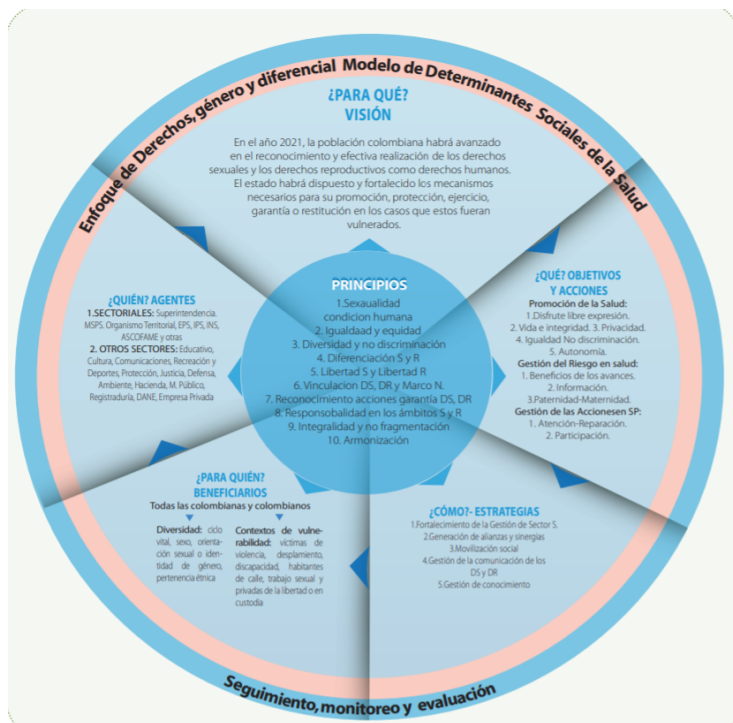 Enfoque de Derechos, género y diferencial Modelo de Determinantes Sociales de la Salud
¿PARA QUÉ?
VISIÓN
En el año 2021, la población colombiana habrá avanzado
en el reconocimiento y efectiva realización de los derechos
sexuales y los derechos reproductivos como derechos humanos.
El estado habrá dispuesto y fortalecido los mecanismos
necesarios para su promoción, protección, ejercicio,
garantía o restitución en los casos que estos fueran
vulnerados.
¿QUIÉN? AGENTES
1.SECTORIALES: Superintendencia.
MSPS. Organismo Territorial, EPS, IPS, INS,
ASCOFAME y otras
2. OTROS SECTORES: Educativo,
Cultura, Comunicaciones, Recreación y
Deportes, Protección, Justicia, Defensa,
Ambiente, Hacienda, M. Público,
Registraduría, DANE, Empresa Privada
PRINCIPIOS
1.Sexaualidad
condicion humana
2. Igualdaad y equidad
3. Diversidad y no discriminación
4. Diferenciación S y R
5. Libertad S y Libertad R
6. Vinculacion DS, DR y Marco N.
7. Reconocimiento acciones garantía DS, DR
8. Responsobalidad en los ámbitos S y R
9. Integralidad y no fragmentación
10. Armonización
¿QUÉ? OBJETIVOS
Y ACCIONES
Promoción de la Salud:
1.Disfrute libre expresión.
2. Vida e integridad. 3. Privacidad.
4. Igualdad No discriminación.
5. Autonomía.
Gestión del Riesgo en salud:
1. Beneficios de los avances.
2. Información.
3.Paternidad-Maternidad.
Gestión de las Accionesen SP:
1. Atención-Reparación.
2. Participación.
¿PARA QUIÉN?
BENEFICIARIOS
Todas las colombianas y colombianos
Diversidad: ciclo
vital, sexo, orienta-
ción sexual o iden-
tidad de género,
pertenencia étnica
Contextos de vulne-
rabilidad: víctimas de
violencia, desplamiento,
discapacidad, habitantes
de calle, trabajo sexual y
privadas de la libertad o en
custodia
¿CÓMO?- ESTRATEGIAS
1.Fortalecimiento de la Gestión de Sector S.
2.Generación de alianzas y sinergias
3.Movilización social
4.Gestión de la comunicación de los
DS y DR
5.Gestión de conocimiento
Seguimiento, monitoreo y evaluación